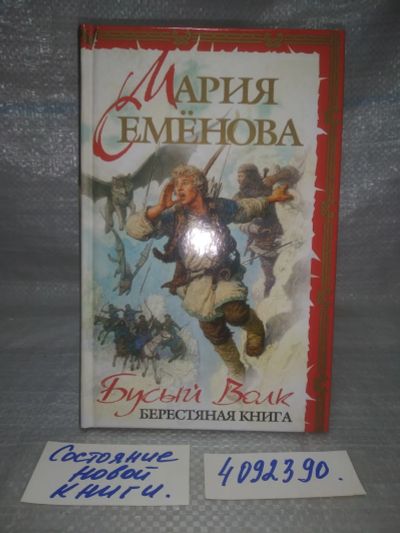 МАРИЯ
СЕМЁНОВА
Бусый Волк
БЕРЕСТЯНАЯ КНИГА
Состояние
новой
книги.
4092390.